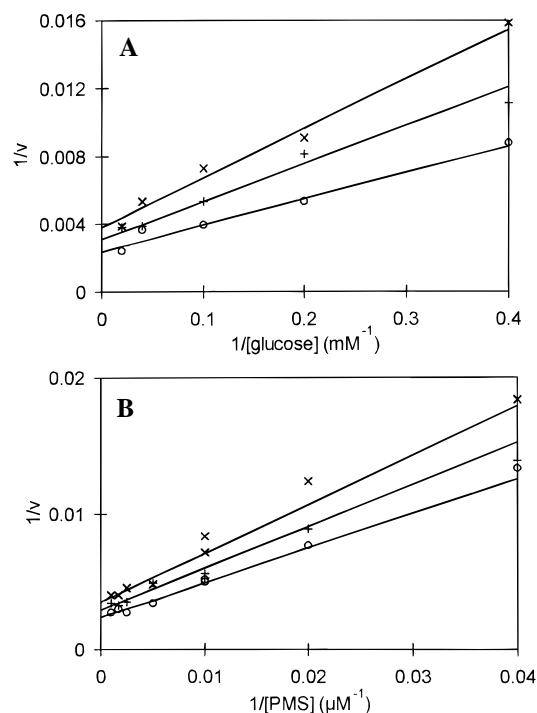 A
0.016
0.012
0.008
0.004
0
1/v
0 0.1 0.2 0.3 0.4
1/[glucose] (mM⁻¹)
B
0.02
0.01
0
1/v
0 0.01 0.02 0.03 0.04
1/[PMS] (µM⁻¹)